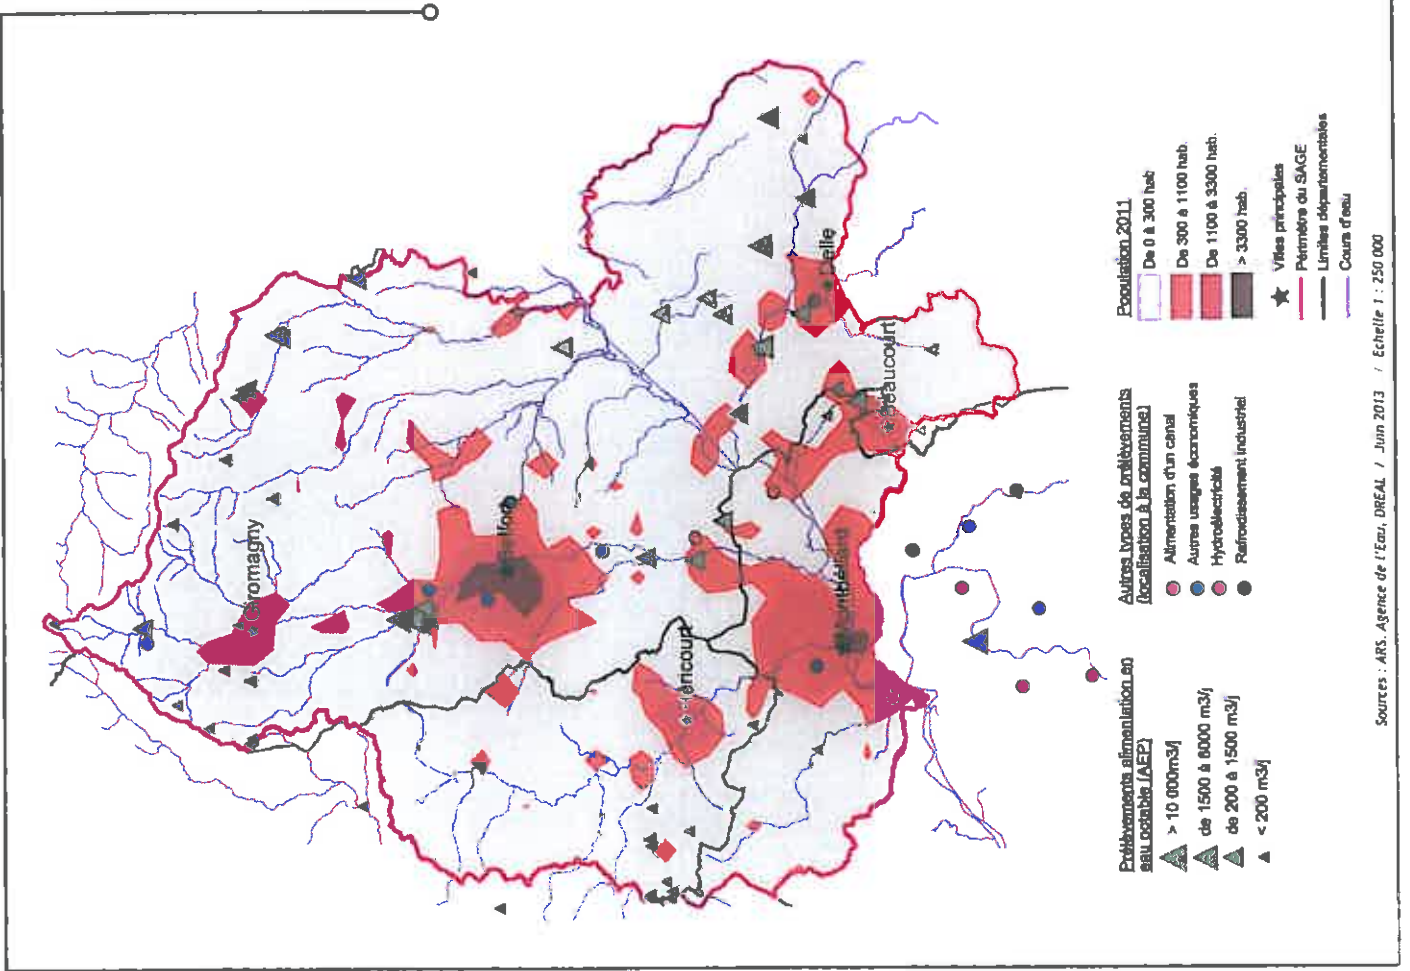 Giromagny
Belfort
Héricourt
Montbéliard
Delle
Beaucourt
Prélèvements alimentation en
eau potable (AEP)
> 10 000m3/j
de 1500 à 6000 m3/j
de 200 à 1500 m3/j
< 200 m3/j
Autres types de prélèvements
(localisation à la commune)
Alimentation d'un canal
Autres usages économiques
Hydroélectricité
Refroidissement industriel
Population 2011
De 0 à 300 hab
De 300 à 1100 hab.
De 1100 à 3300 hab.
> 3300 hab.
Villes principales
Périmètre du SAGE
Limites départementales
Cours d'eau
Sources : ARS, Agence de l'Eau, DREAL / Juin 2013 / Echelle 1 : 250 000